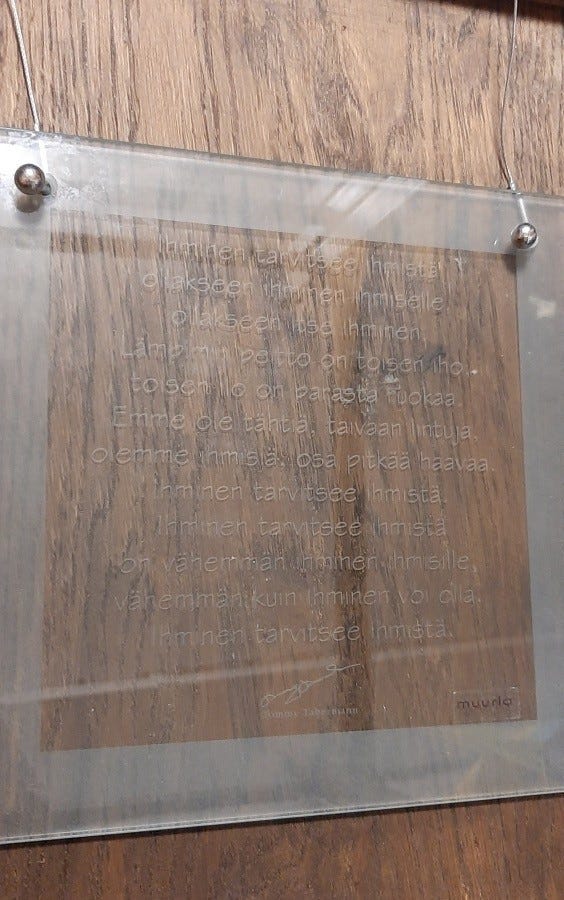 Ihminen tarvitsee ihmistä
ollakseen ihminen ihmiselle,
ollakseen itse ihminen.
Lämpimin peitto on toisen iho,
toisen ilo on parasta ruokaa.
Emme ole tähtiä, taivaan lintuja,
olemme ihmisiä, osa pitkää haavaa.
Ihminen tarvitsee ihmistä.
Ihminen tarvitsee ihmistä
on vähemmän ihminen ihmisille,
vähemmän kuin ihminen voi olla.
Ihminen tarvitsee ihmistä.
Tommy Tabermann
muurla